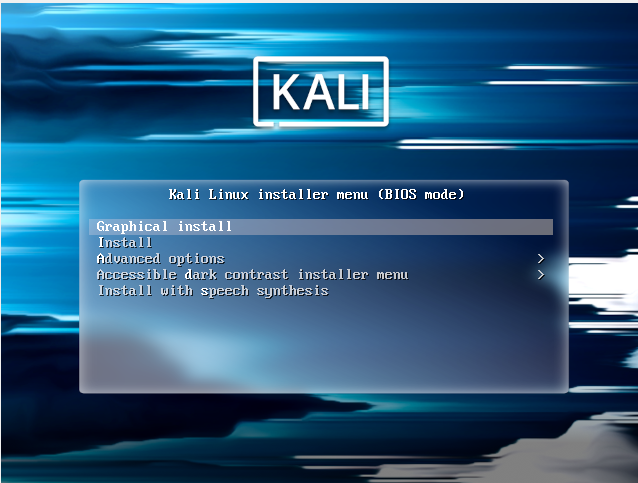 KALI
Kali Linux installer menu (BIOS mode)
Graphical install
Install
Advanced options >
Accessible dark contrast installer menu >
Install with speech synthesis